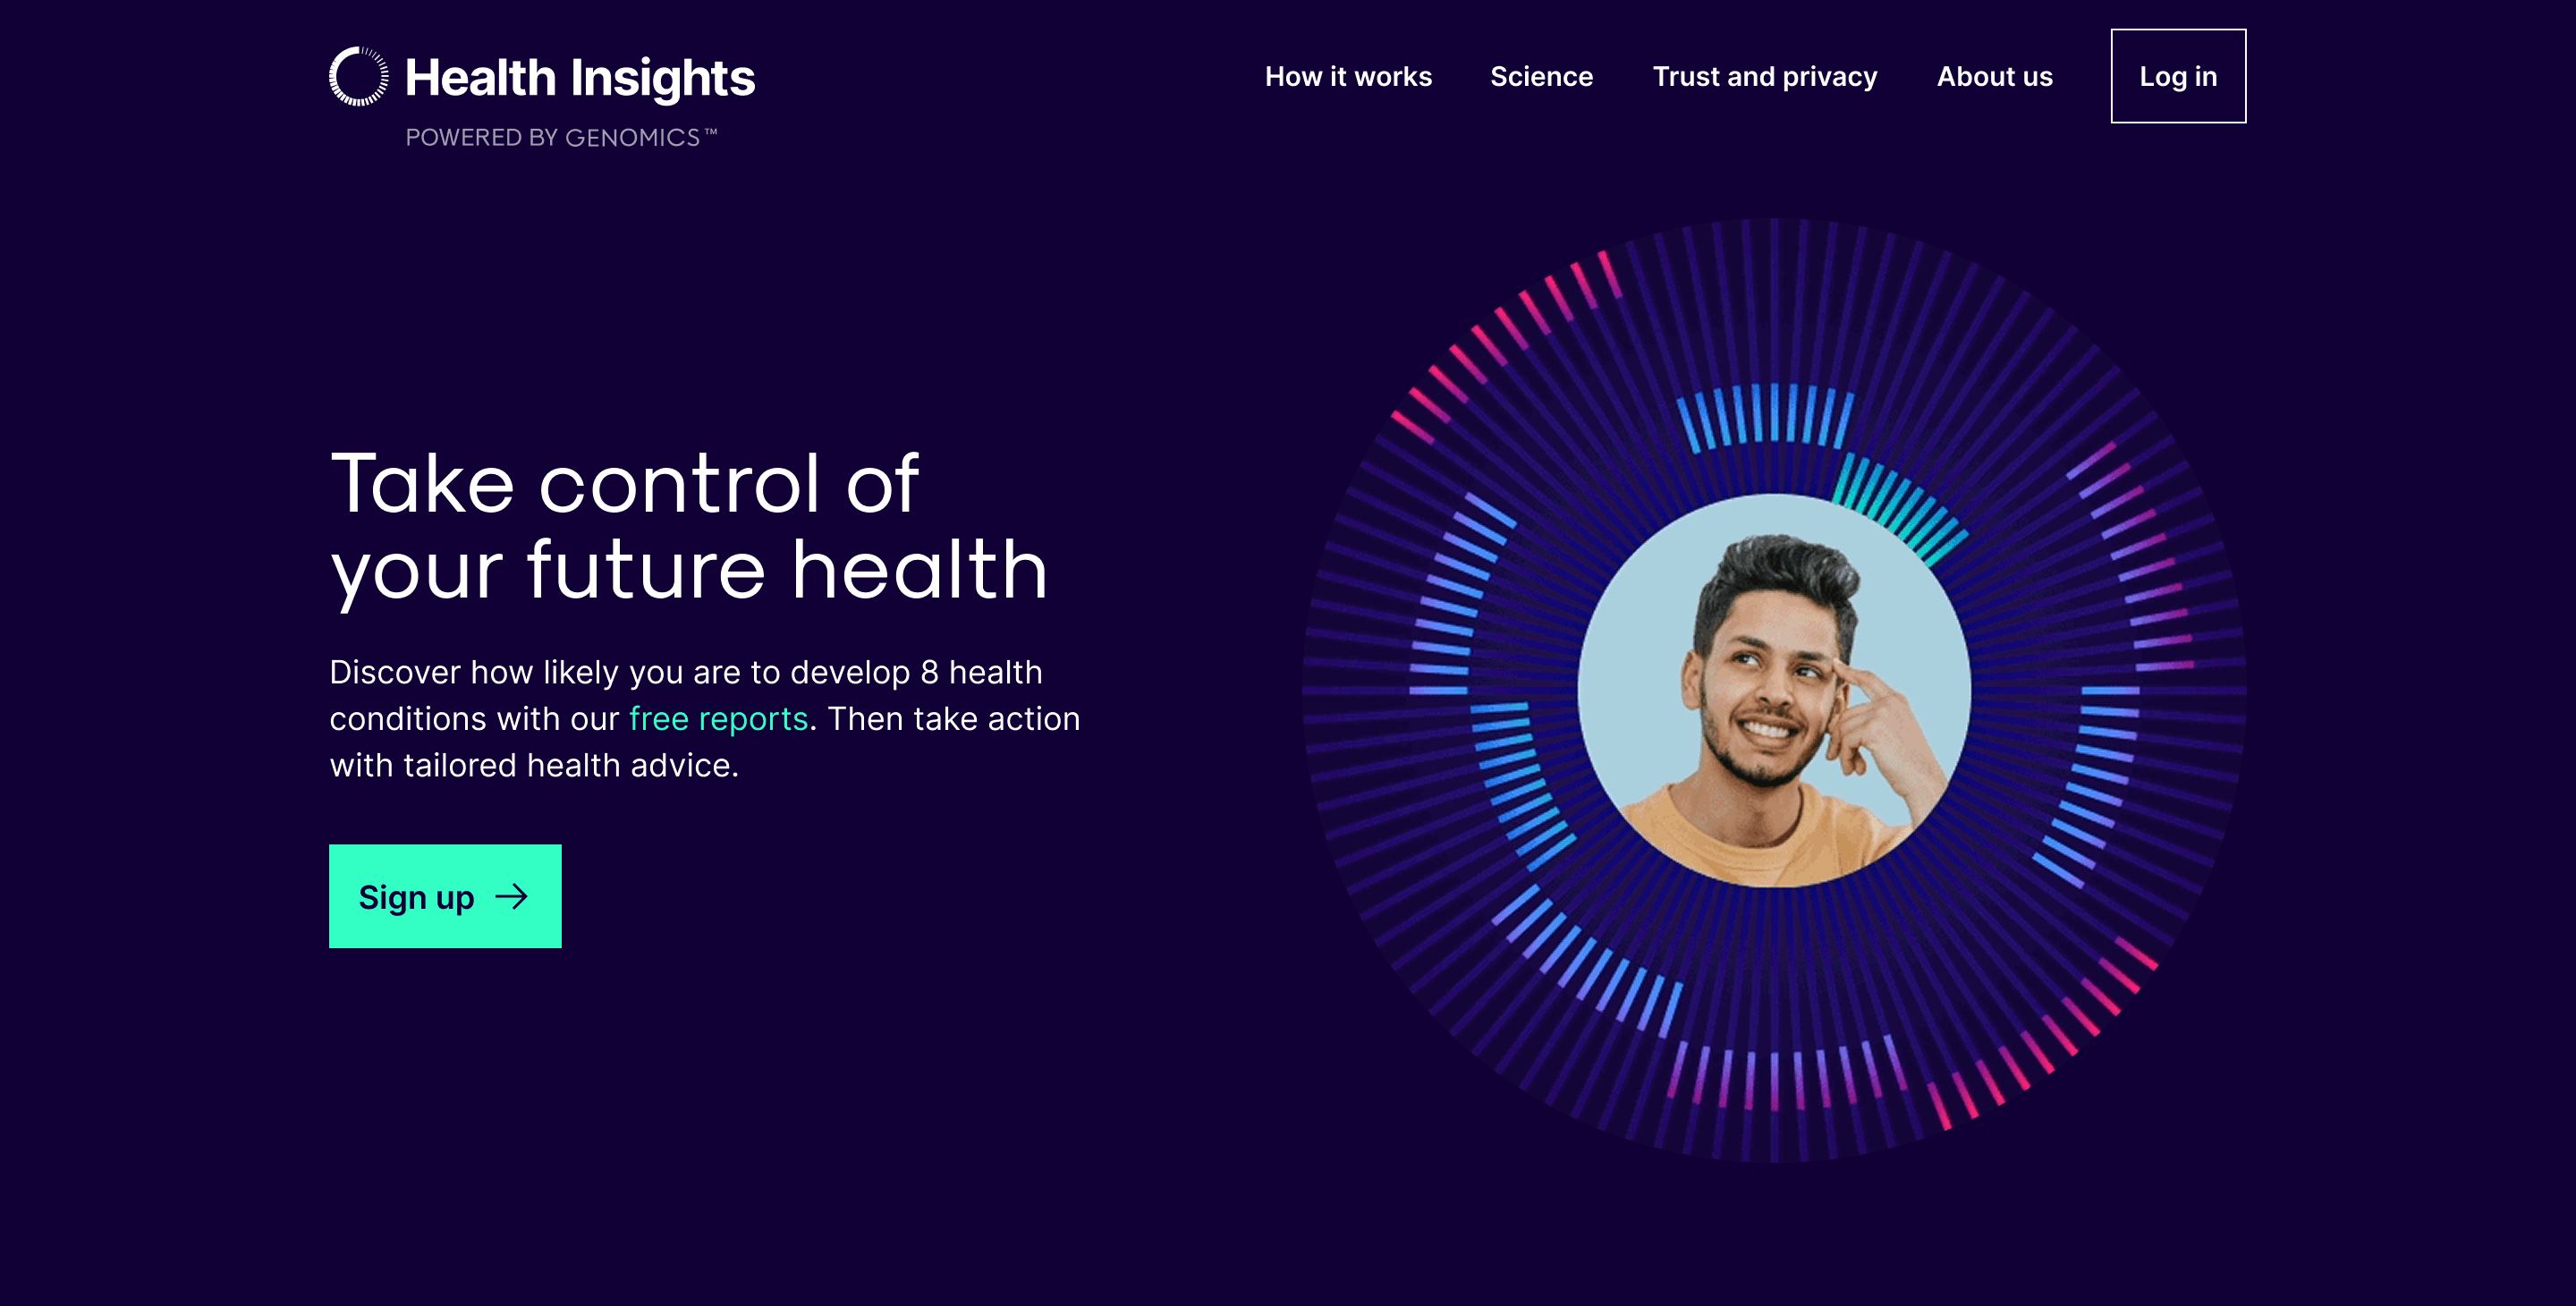 Health Insights
POWERED BY GENOMICS™
How it works
Science
Trust and privacy
About us
Log in
Take control of
your future health
Discover how likely you are to develop 8 health
conditions with our free reports. Then take action
with tailored health advice.
Sign up →